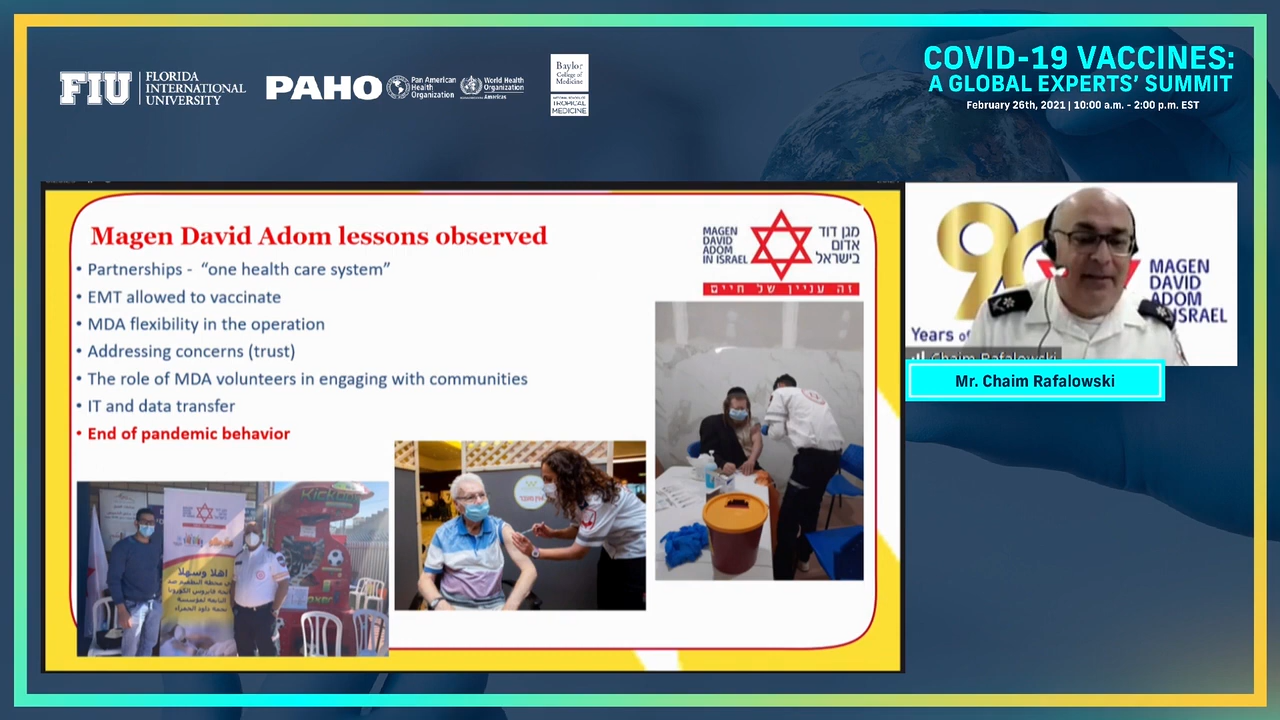 FIU
FLORIDA
INTERNATIONAL
UNIVERSITY
PAHO
Pan American
Health
Organization
World Health
Organization
Americas
Baylor
College of
Medicine
TROPICAL
MEDICINE
COVID-19 VACCINES:
A GLOBAL EXPERTS' SUMMIT
February 26th, 2021 | 10:00 a.m. - 2:00 p.m. EST
Magen David Adom lessons observed
• Partnerships - “one health care system”
• EMT allowed to vaccinate
• MDA flexibility in the operation
• Addressing concerns (trust)
• The role of MDA volunteers in engaging with communities
• IT and data transfer
• End of pandemic behavior
MAGEN
DAVID
ADOM
IN ISRAEL
מגן דוד
אדום
בישראל
זה עניין של חיים
90
Years of
MAGEN
DAVID
ADOM
ISRAEL
Chaim Rafalowski
Mr. Chaim Rafalowski
اهلا وسهلا